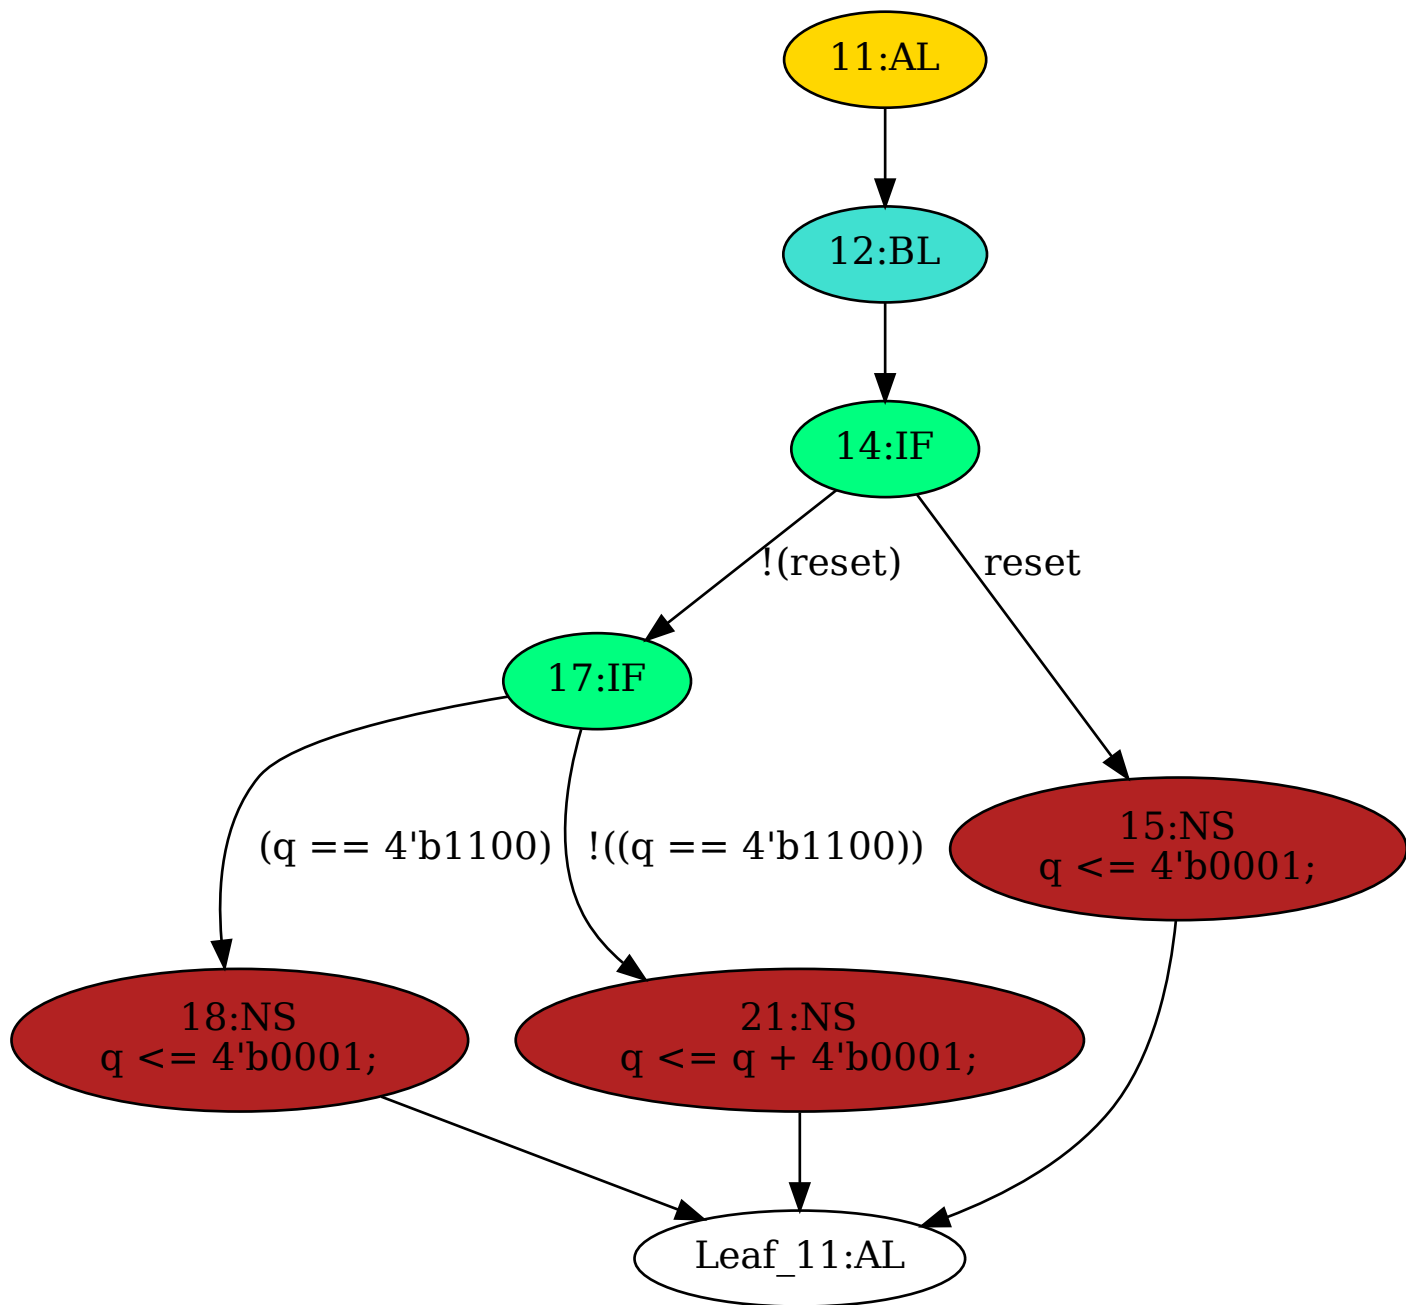 11:AL
12:BL
14:IF
!(reset)
reset
17:IF
(q == 4'b1100)
!((q == 4'b1100))
15:NS
q <= 4'b0001;
18:NS
q <= 4'b0001;
21:NS
q <= q + 4'b0001;
Leaf_11:AL